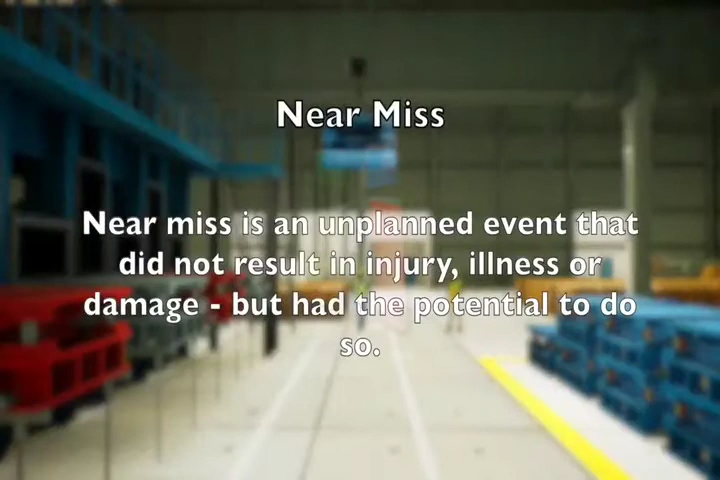 Near Miss
Near miss is an unplanned event that
did not result in injury, illness or
damage - but had the potential to do
so.